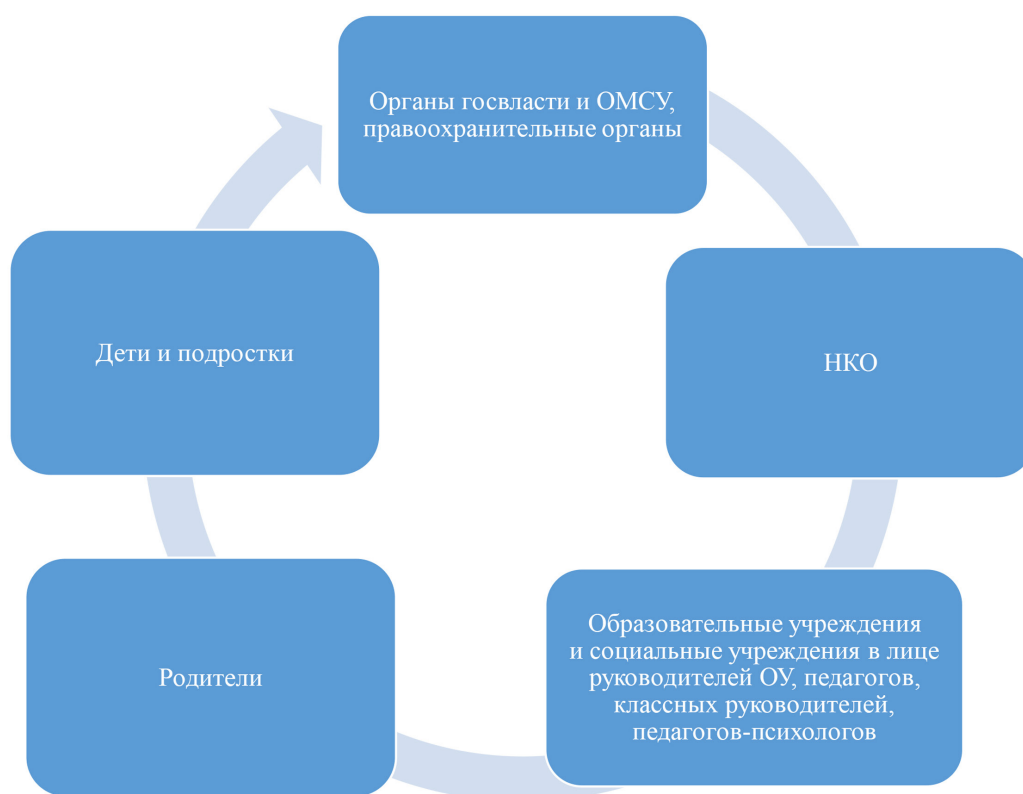 Органы госвласти и ОМСУ,
правоохранительные органы
НКО
Образовательные учреждения
и социальные учреждения в лице
руководителей ОУ, педагогов,
классных руководителей,
педагогов-психологов
Родители
Дети и подростки